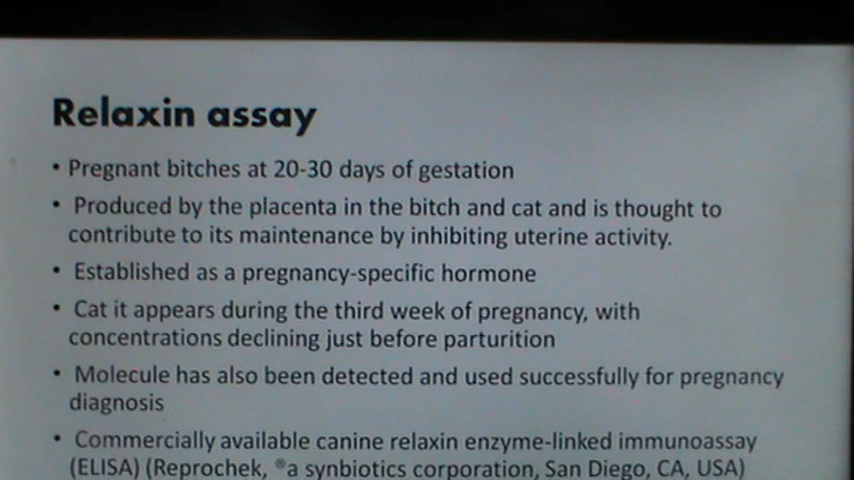 Relaxin assay
• Pregnant bitches at 20-30 days of gestation
• Produced by the placenta in the bitch and cat and is thought to
contribute to its maintenance by inhibiting uterine activity.
• Established as a pregnancy-specific hormone
• Cat it appears during the third week of pregnancy, with
concentrations declining just before parturition
• Molecule has also been detected and used successfully for pregnancy
diagnosis
• Commercially available canine relaxin enzyme-linked immunoassay
(ELISA) (Reprochek, ®a synbiotics corporation, San Diego, CA, USA)